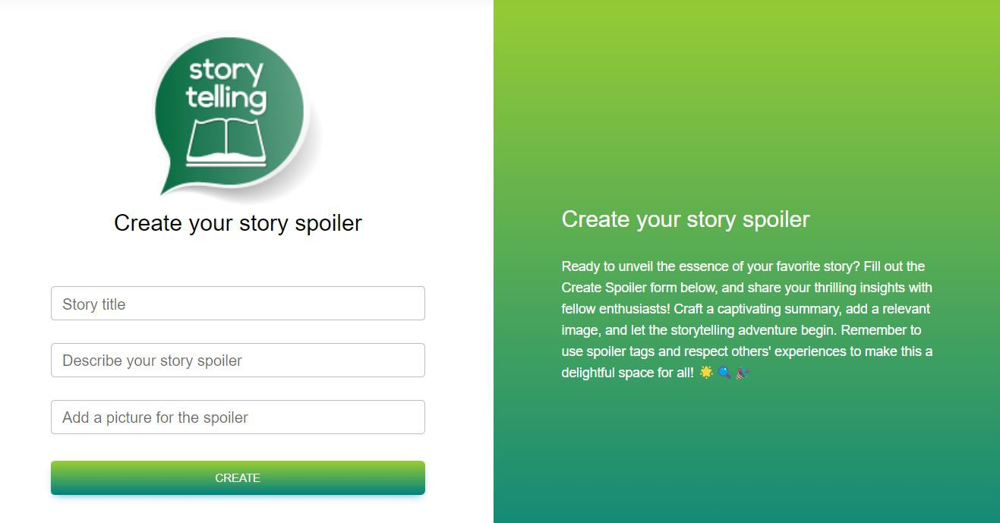 story
telling
Create your story spoiler
Story title
Describe your story spoiler
Add a picture for the spoiler
CREATE
Create your story spoiler
Ready to unveil the essence of your favorite story? Fill out the
Create Spoiler form below, and share your thrilling insights with
fellow enthusiasts! Craft a captivating summary, add a relevant
image, and let the storytelling adventure begin. Remember to
use spoiler tags and respect others' experiences to make this a
delightful space for all! 🌟 🔍 🎉